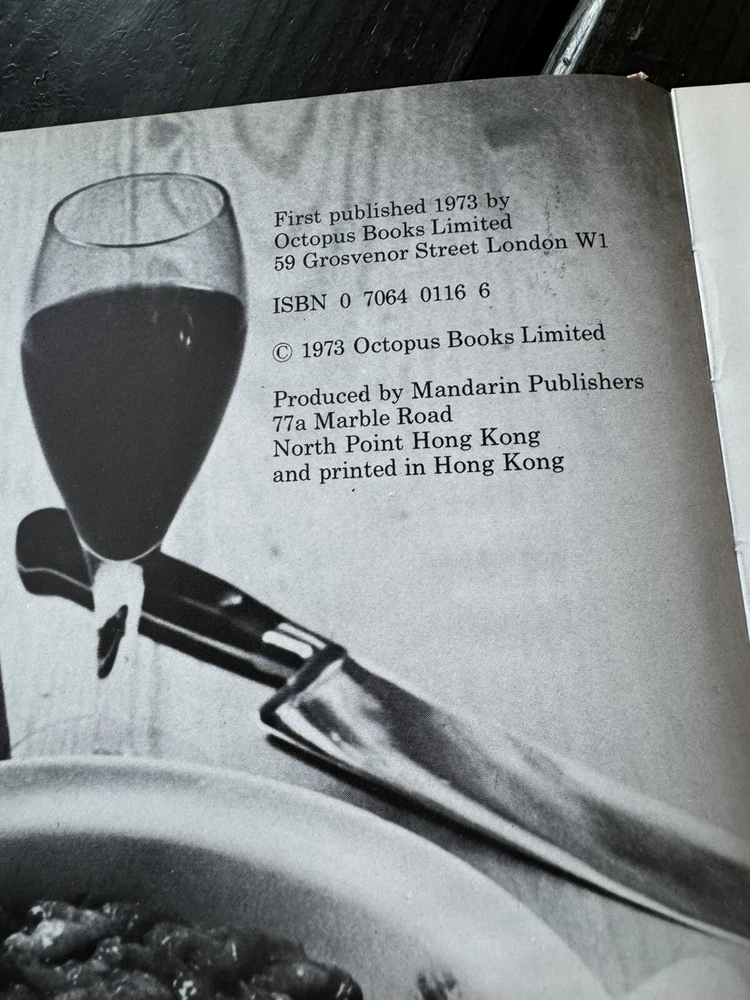 First published 1973 by
Octopus Books Limited
59 Grosvenor Street London W1
ISBN 0 7064 0116 6
© 1973 Octopus Books Limited
Produced by Mandarin Publishers
77a Marble Road
North Point Hong Kong
and printed in Hong Kong